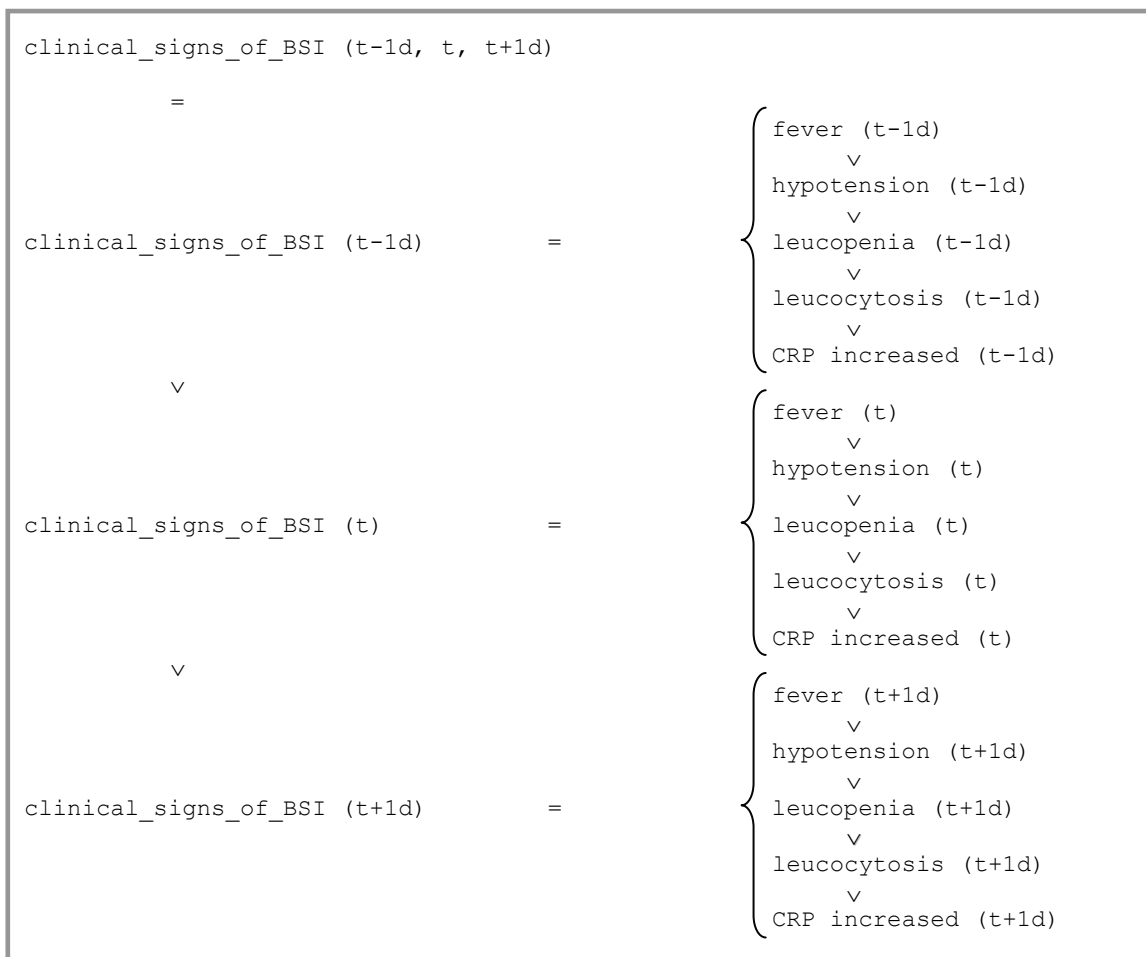 clinical_signs_of_BSI (t-1d, t, t+1d)
=
fever (t-1d)
∨
hypotension (t-1d)
∨
clinical_signs_of_BSI (t-1d) = leucopenia (t-1d)
∨
leucocytosis (t-1d)
∨
CRP increased (t-1d)
∨
fever (t)
∨
hypotension (t)
∨
clinical_signs_of_BSI (t) = leucopenia (t)
∨
leucocytosis (t)
∨
CRP increased (t)
∨
fever (t+1d)
∨
hypotension (t+1d)
∨
clinical_signs_of_BSI (t+1d) = leucopenia (t+1d)
∨
leucocytosis (t+1d)
∨
CRP increased (t+1d)